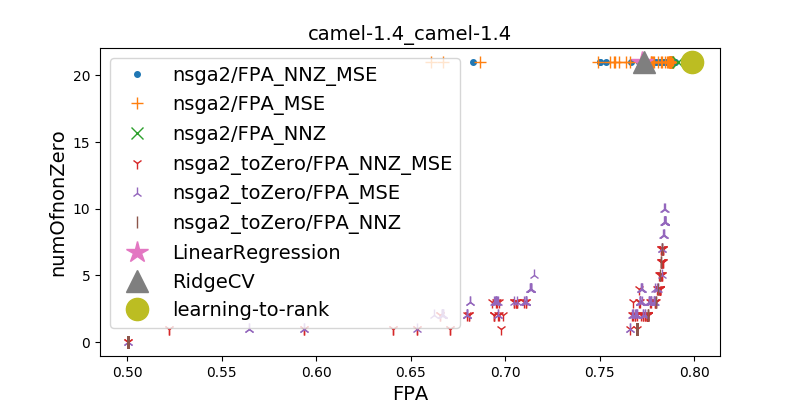 camel-1.4_camel-1.4
numOfnonZero
20
15
10
5
0
nsga2/FPA_NNZ_MSE
nsga2/FPA_MSE
nsga2/FPA_NNZ
nsga2_toZero/FPA_NNZ_MSE
nsga2_toZero/FPA_MSE
nsga2_toZero/FPA_NNZ
LinearRegression
RidgeCV
learning-to-rank
0.50 0.55 0.60 0.65 0.70 0.75 0.80
FPA